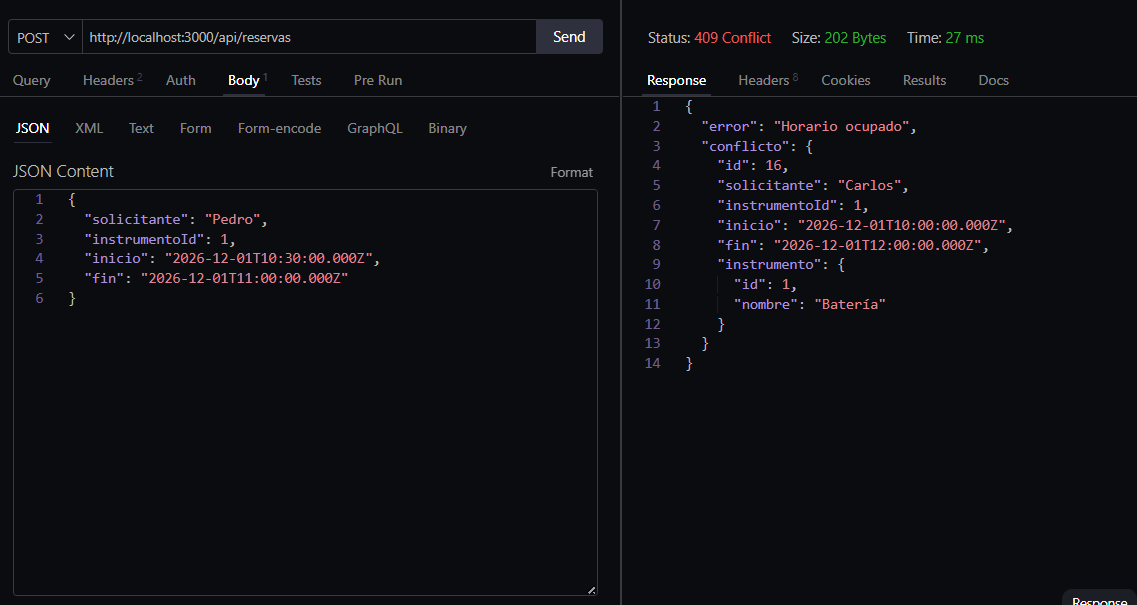 POST http://localhost:3000/api/reservas Send
Query Headers 2 Auth Body 1 Tests Pre Run
JSON XML Text Form Form-encode GraphQL Binary
JSON Content Format
1 {
2 "solicitante": "Pedro",
3 "instrumentoId": 1,
4 "inicio": "2026-12-01T10:30:00.000Z",
5 "fin": "2026-12-01T11:00:00.000Z"
6 }
Status: 409 Conflict Size: 202 Bytes Time: 27 ms
Response Headers 8 Cookies Results Docs
1 {
2 "error": "Horario ocupado",
3 "conflicto": {
4 "id": 16,
5 "solicitante": "Carlos",
6 "instrumentoId": 1,
7 "inicio": "2026-12-01T10:00:00.000Z",
8 "fin": "2026-12-01T12:00:00.000Z",
9 "instrumento": {
10 "id": 1,
11 "nombre": "Batería"
12 }
13 }
14 }
Response